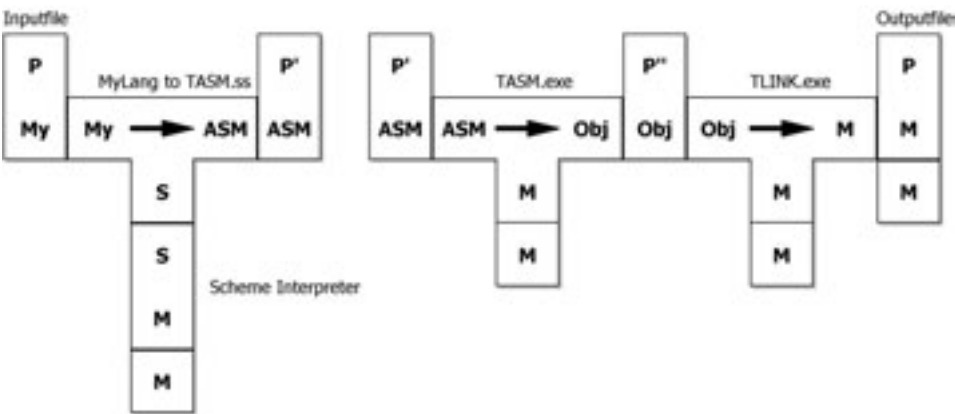 Inputfile
Outputfiles
P
P'
P'
P''
P
MyLang to TASM.ss
TASM.exe
TLINK.exe
My
My
ASM
ASM
ASM
ASM
Obj
Obj
Obj
M
M
S
M
M
M
S
M
M
Scheme Interpreter
M
M